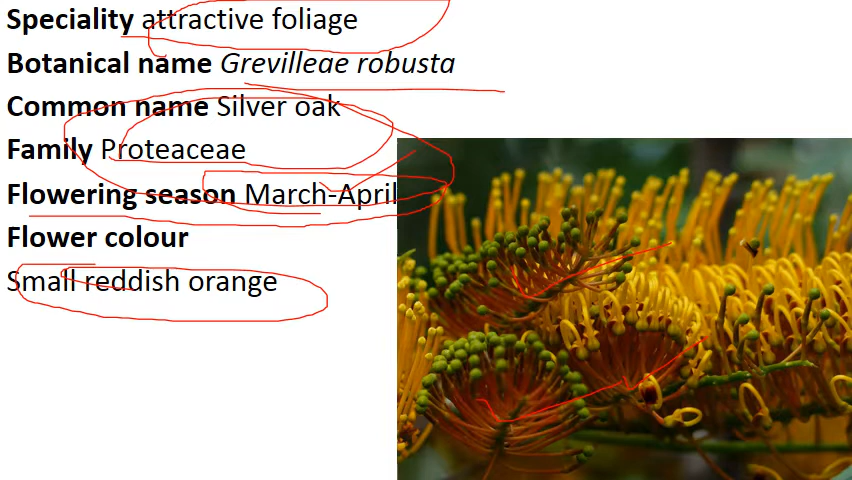 Speciality attractive foliage
Botanical name Grevilleae robusta
Common name Silver oak
Family Proteaceae
Flowering season March-April
Flower colour
Small reddish orange